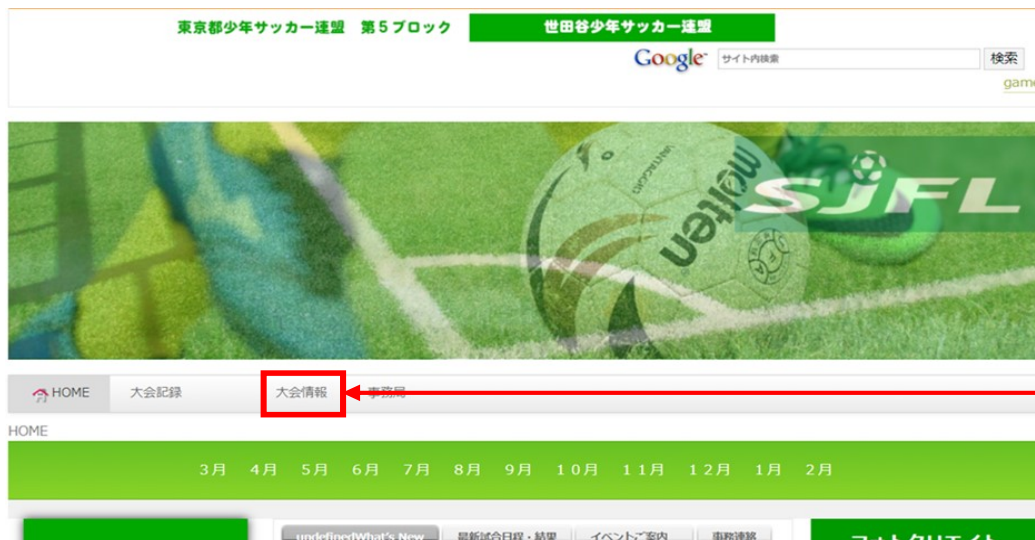 東京都少年サッカー連盟 第5ブロック 世田谷少年サッカー連盟
Google サイト内検索 検索
game
VANTAGGIO
molten
SJFL
HOME 大会記録 大会情報 事務局
HOME
3月 4月 5月 6月 7月 8月 9月 10月 11月 12月 1月 2月
undefinedWhat's New 最新試合日程・結果 イベントご案内 事務連絡